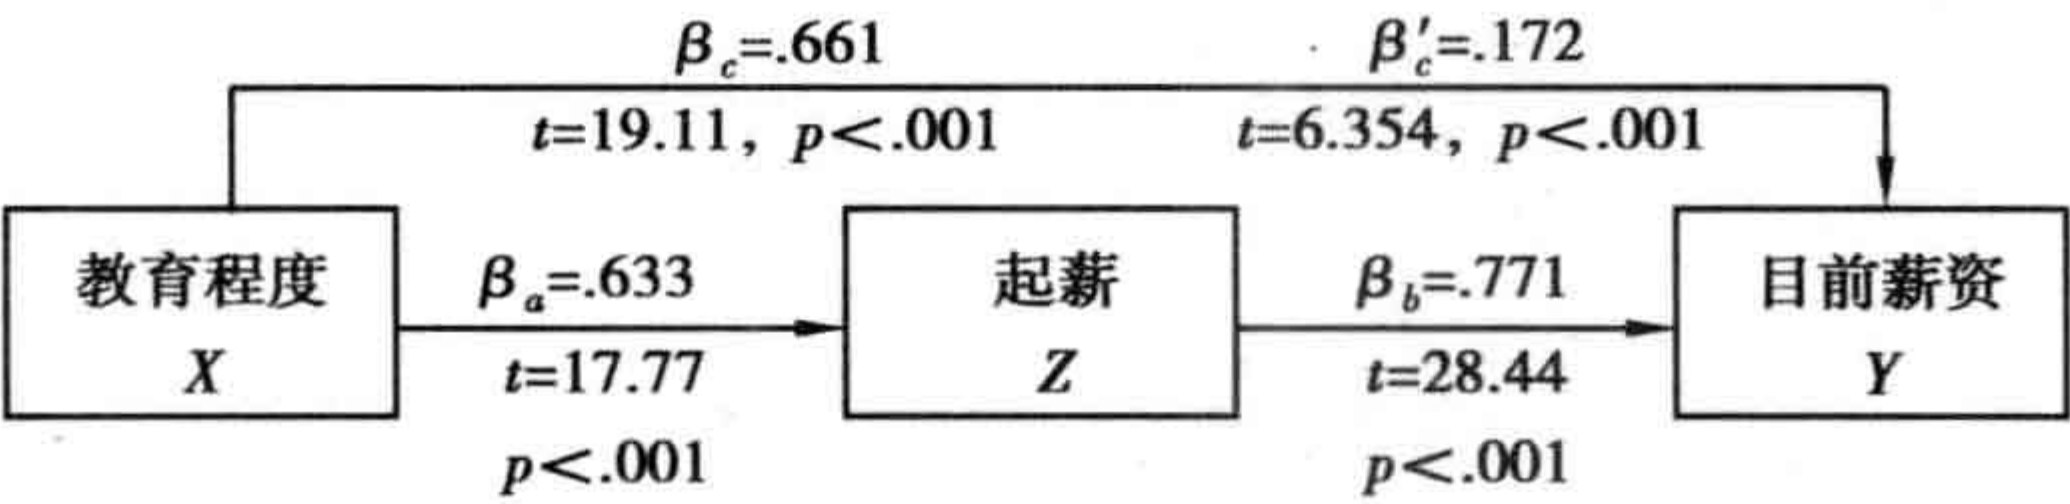 β_c=.661
β'_c=.172
t=19.11，p<.001
t=6.354，p<.001
教育程度
X
β_a=.633
t=17.77
p<.001
起薪
Z
β_b=.771
t=28.44
p<.001
目前薪资
Y